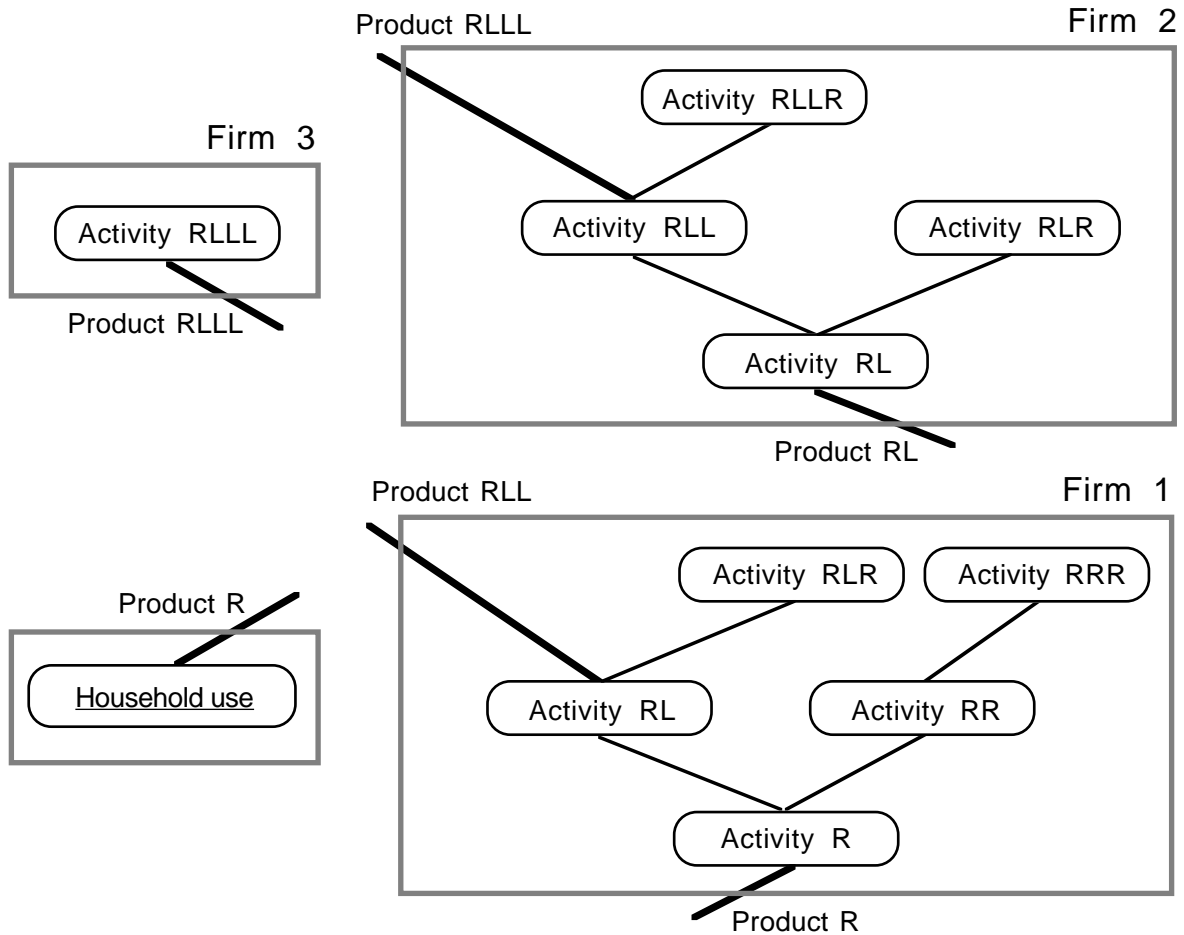 Product RLLL
Firm 2
Activity RLLR
Firm 3
Activity RLLL
Activity RLL
Activity RLR
Product RLLL
Activity RL
Product RL
Product RLL
Firm 1
Activity RLR
Activity RRR
Product R
Household use
Activity RL
Activity RR
Activity R
Product R